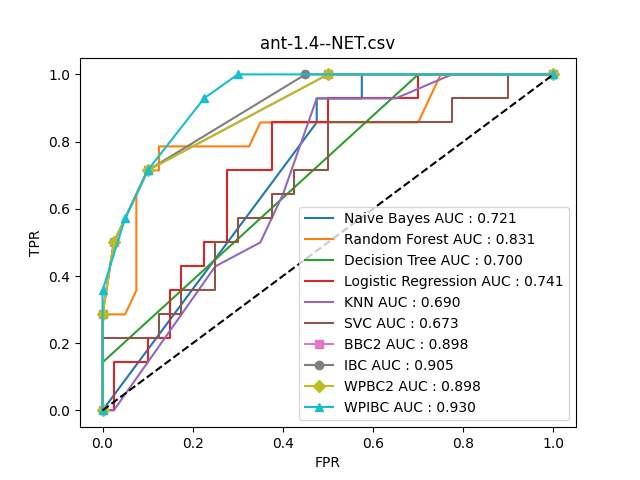 ant-1.4--NET.csv
1.0
0.8
0.6
0.4
0.2
0.0
TPR
Naive Bayes AUC : 0.721
Random Forest AUC : 0.831
Decision Tree AUC : 0.700
Logistic Regression AUC : 0.741
KNN AUC : 0.690
SVC AUC : 0.673
BBC2 AUC : 0.898
IBC AUC : 0.905
WPBC2 AUC : 0.898
WPIBC AUC : 0.930
0.0 0.2 0.4 0.6 0.8 1.0
FPR